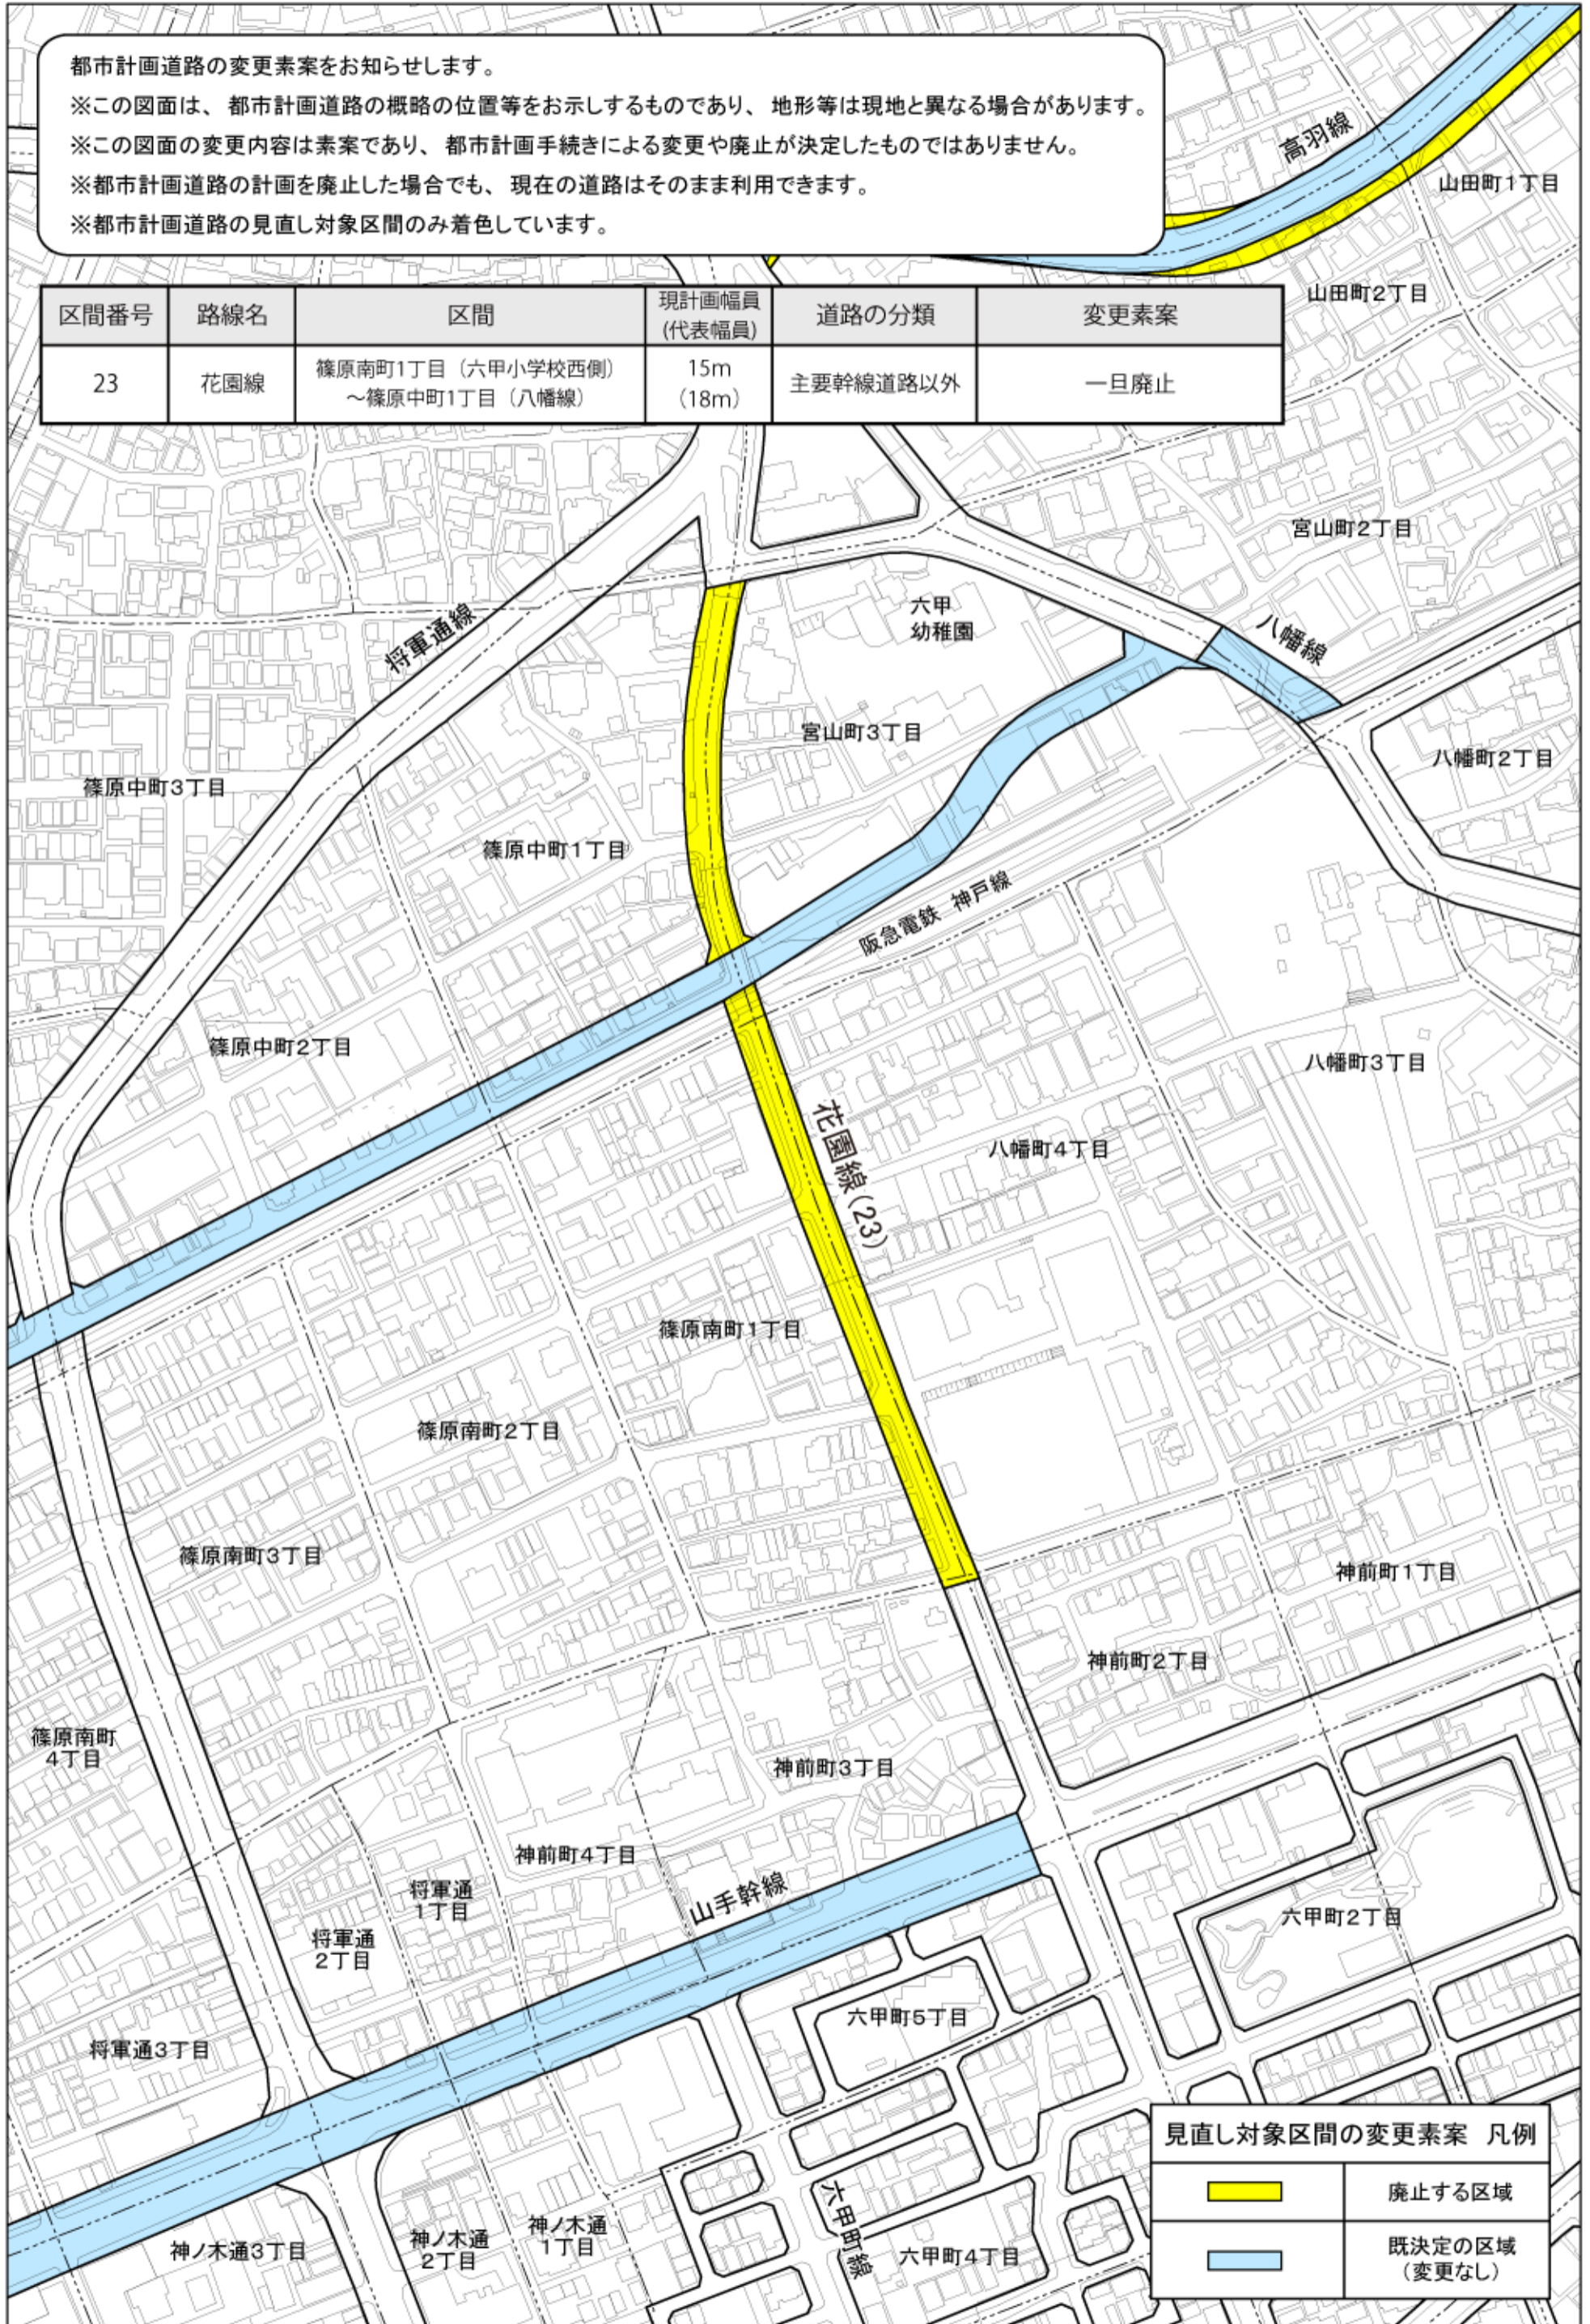 都市計画道路の変更素案をお知らせします。
※この図面は、都市計画道路の概略の位置等をお示しするものであり、地形等は現地と異なる場合があります。
※この図面の変更内容は素案であり、都市計画手続きによる変更や廃止が決定したものではありません。
※都市計画道路の計画を廃止した場合でも、現在の道路はそのまま利用できます。
※都市計画道路の見直し対象区間のみ着色しています。
高羽線
山田町1丁目
山田町2丁目
区間番号 路線名 区間 現計画幅員(代表幅員) 道路の分類 変更素案
23 花園線 篠原南町1丁目（六甲小学校西側）～篠原中町1丁目（八幡線） 15m（18m） 主要幹線道路以外 一旦廃止
宮山町2丁目
六甲
幼稚園
将軍通線
八幡線
宮山町3丁目
八幡町2丁目
篠原中町3丁目
篠原中町1丁目
阪急電鉄 神戸線
篠原中町2丁目
八幡町3丁目
花園線(23)
八幡町4丁目
篠原南町1丁目
篠原南町2丁目
篠原南町3丁目
神前町1丁目
神前町2丁目
篠原南町
4丁目
神前町3丁目
神前町4丁目
山手幹線
将軍通
1丁目
将軍通
2丁目
六甲町2丁目
六甲町5丁目
将軍通3丁目
神ノ木通3丁目
神ノ木通
2丁目
神ノ木通
1丁目
六甲町線
六甲町4丁目
見直し対象区間の変更素案 凡例
廃止する区域
既決定の区域
（変更なし）